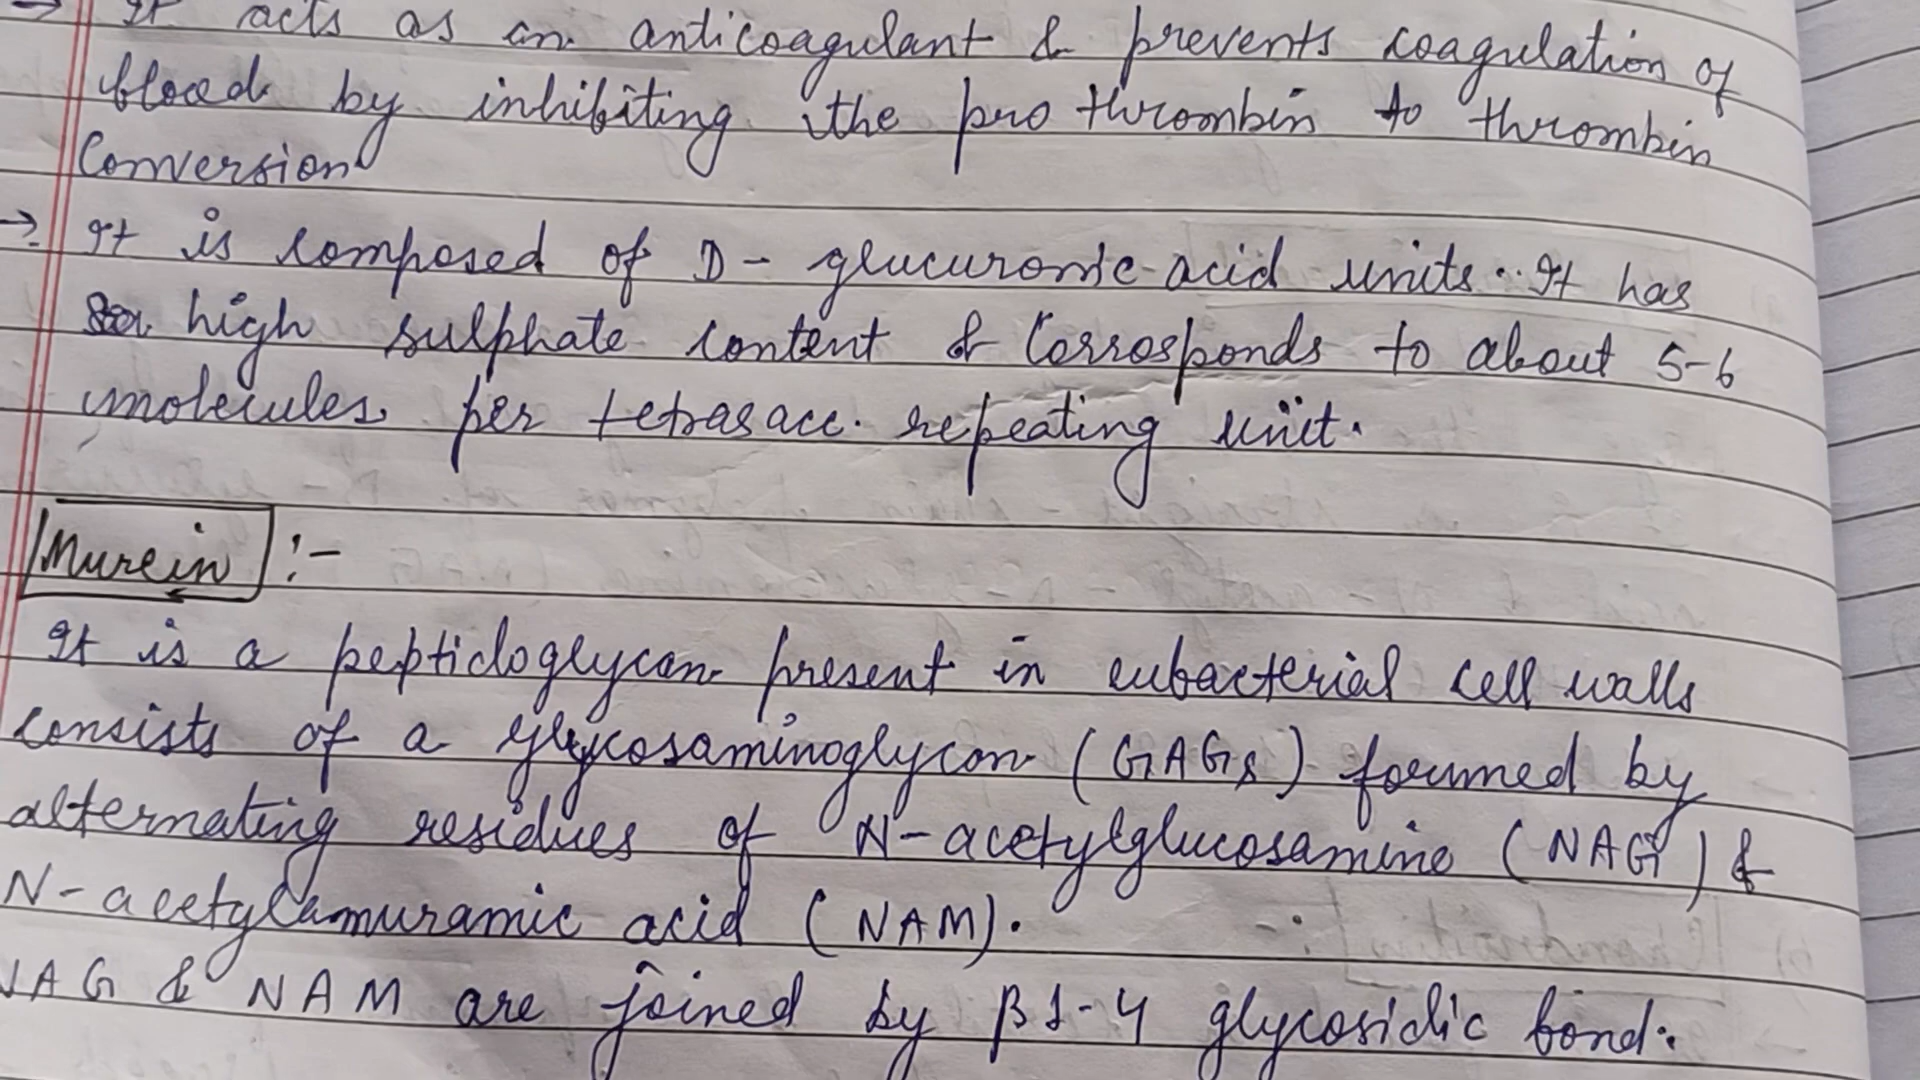 → It acts as an anticoagulant & prevents coagulation of
blood by inhibiting the pro thrombin to thrombin
Conversion
→ It is composed of D- glucuronic acid units. It has
high sulphate content & Corrosponds to about 5-6
molecules per tetrasacc. repeating unit.
Murein :-
It is a peptidoglycan present in eubacterial cell walls
consists of a glycosaminoglycan (GAGs) formed by
alternating residues of N-acetylglucosamine (NAG) &
N-acetylamuramic acid (NAM).
NAG & NAM are joined by β1-4 glycosidic bond.